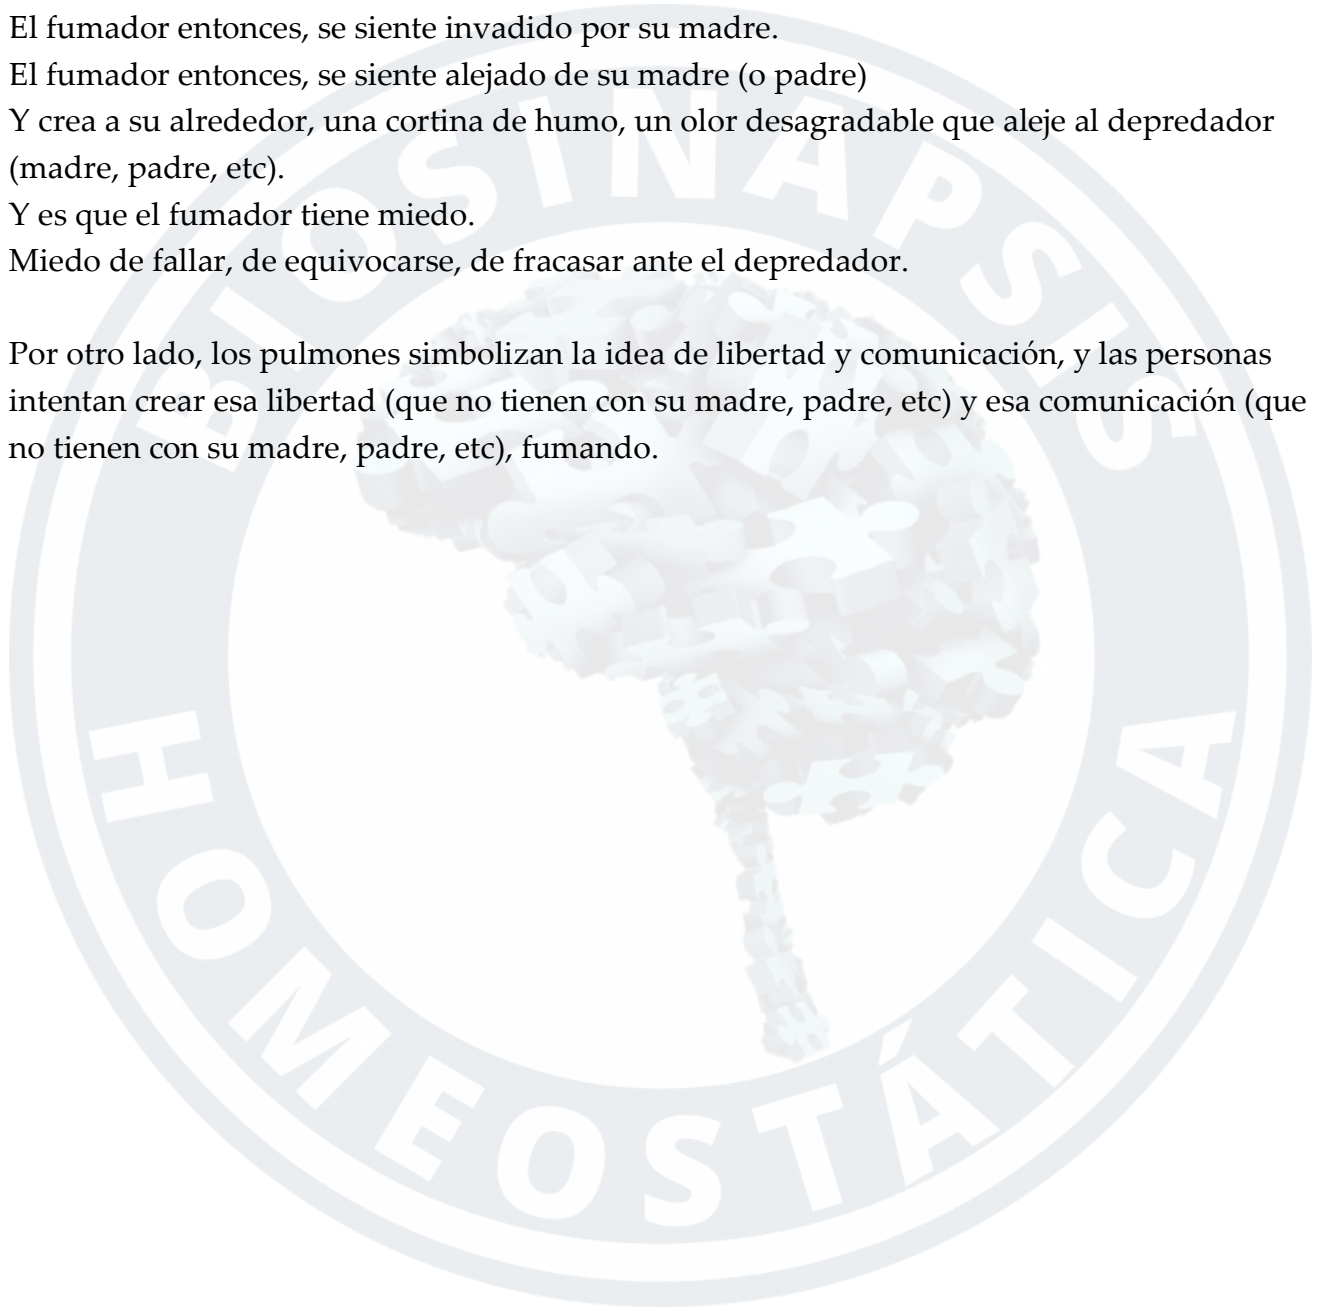 El fumador entonces, se siente invadido por su madre.
El fumador entonces, se siente alejado de su madre (o padre)
Y crea a su alrededor, una cortina de humo, un olor desagradable que aleje al depredador
(madre, padre, etc).
Y es que el fumador tiene miedo.
Miedo de fallar, de equivocarse, de fracasar ante el depredador.
Por otro lado, los pulmones simbolizan la idea de libertad y comunicación, y las personas
intentan crear esa libertad (que no tienen con su madre, padre, etc) y esa comunicación (que
no tienen con su madre, padre, etc), fumando.
BIOSINAPSIS
HOMEOSTÁTICA